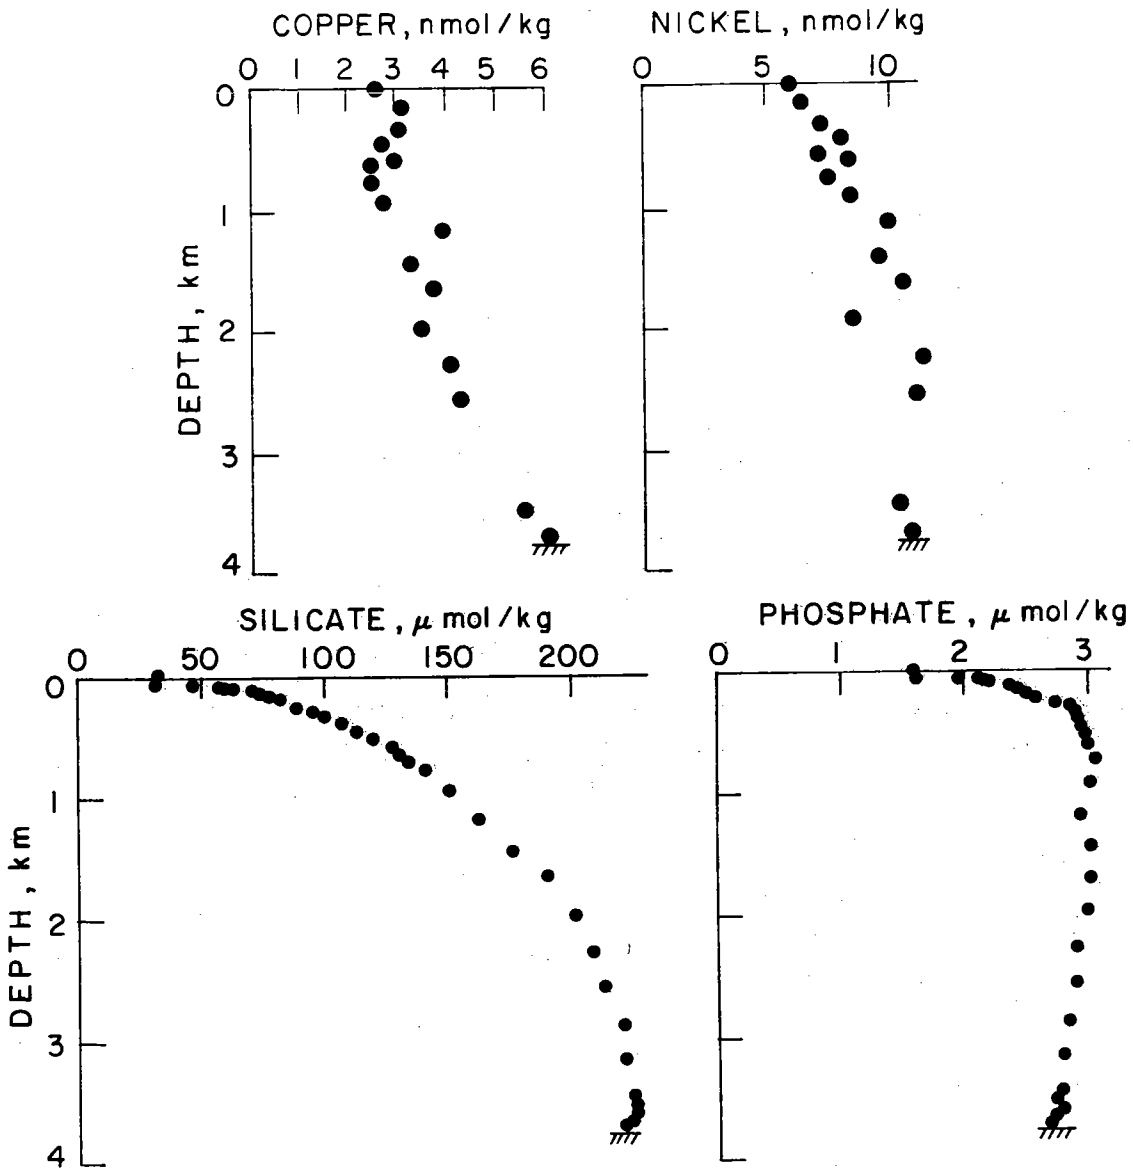 COPPER, nmol/kg
0 1 2 3 4 5 6
0
1
2
3
4
DEPTH, km
NICKEL, nmol/kg
0 5 10
SILICATE, μ mol/kg
0 50 100 150 200
0
1
2
3
4
DEPTH, km
PHOSPHATE, μ mol/kg
0 1 2 3